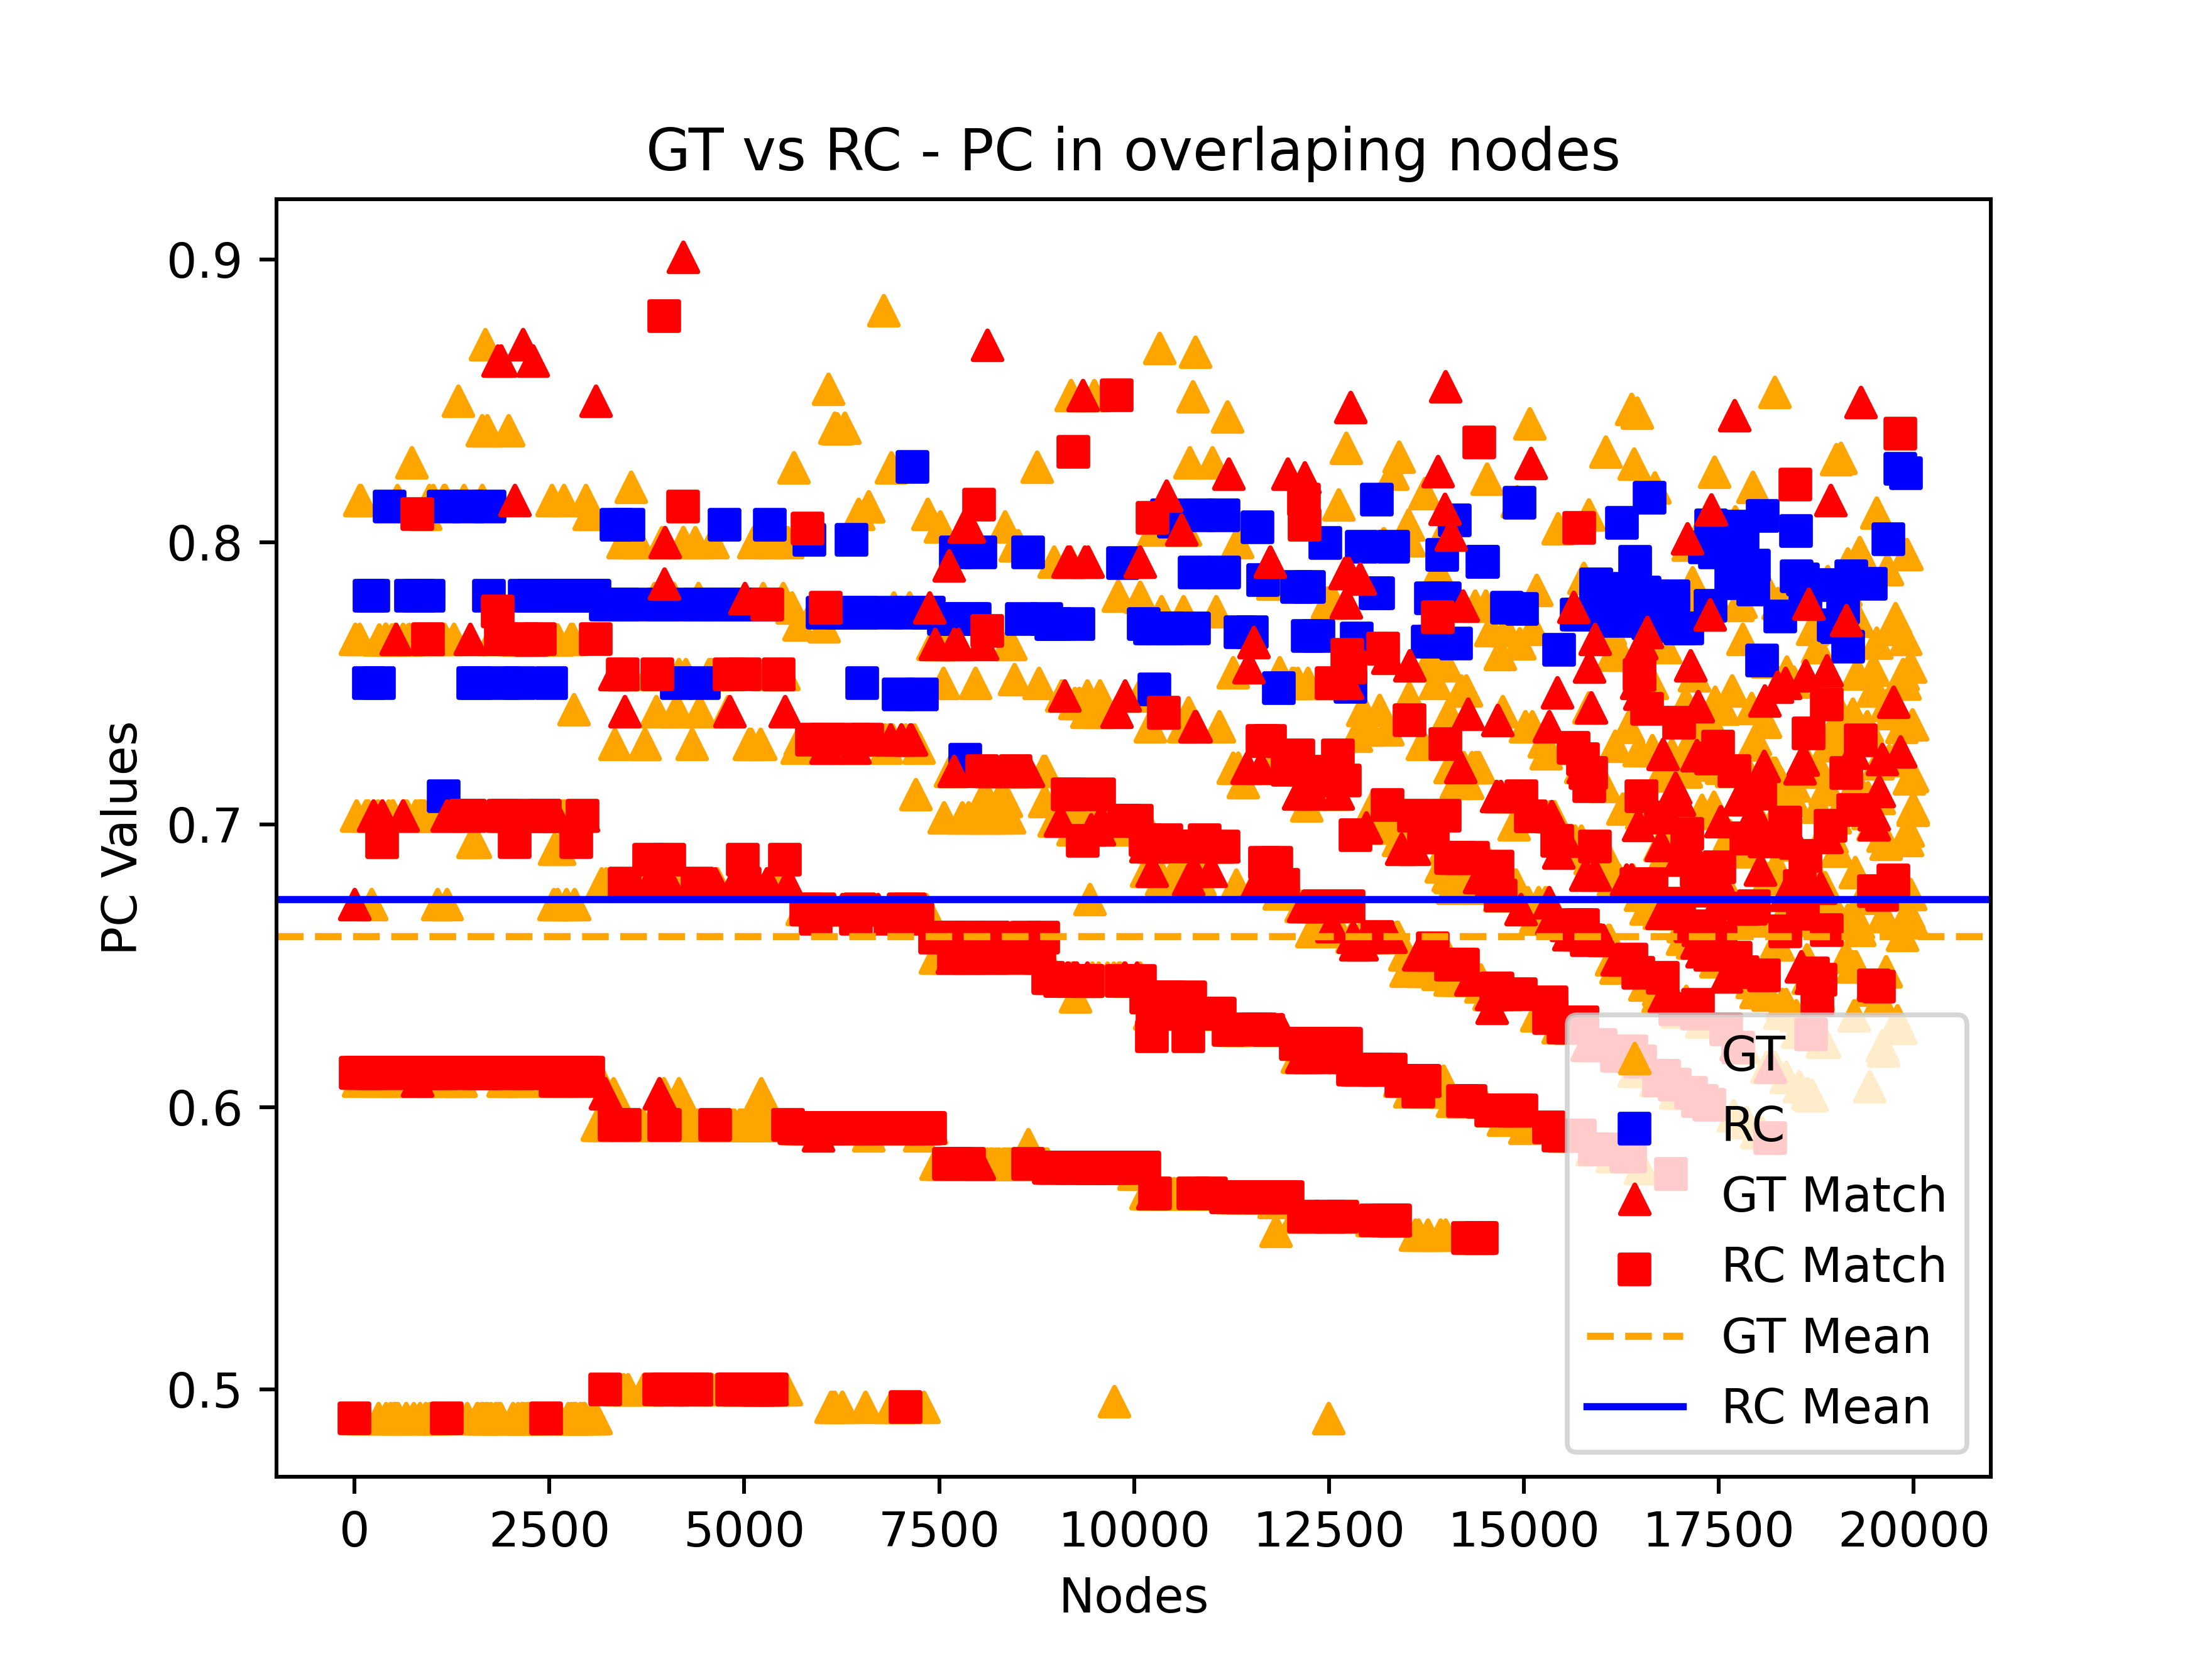 GT vs RC - PC in overlaping nodes
PC Values
0.9
0.8
0.7
0.6
0.5
0
2500
5000
7500
10000
12500
15000
17500
20000
Nodes
GT
RC
GT Match
RC Match
GT Mean
RC Mean